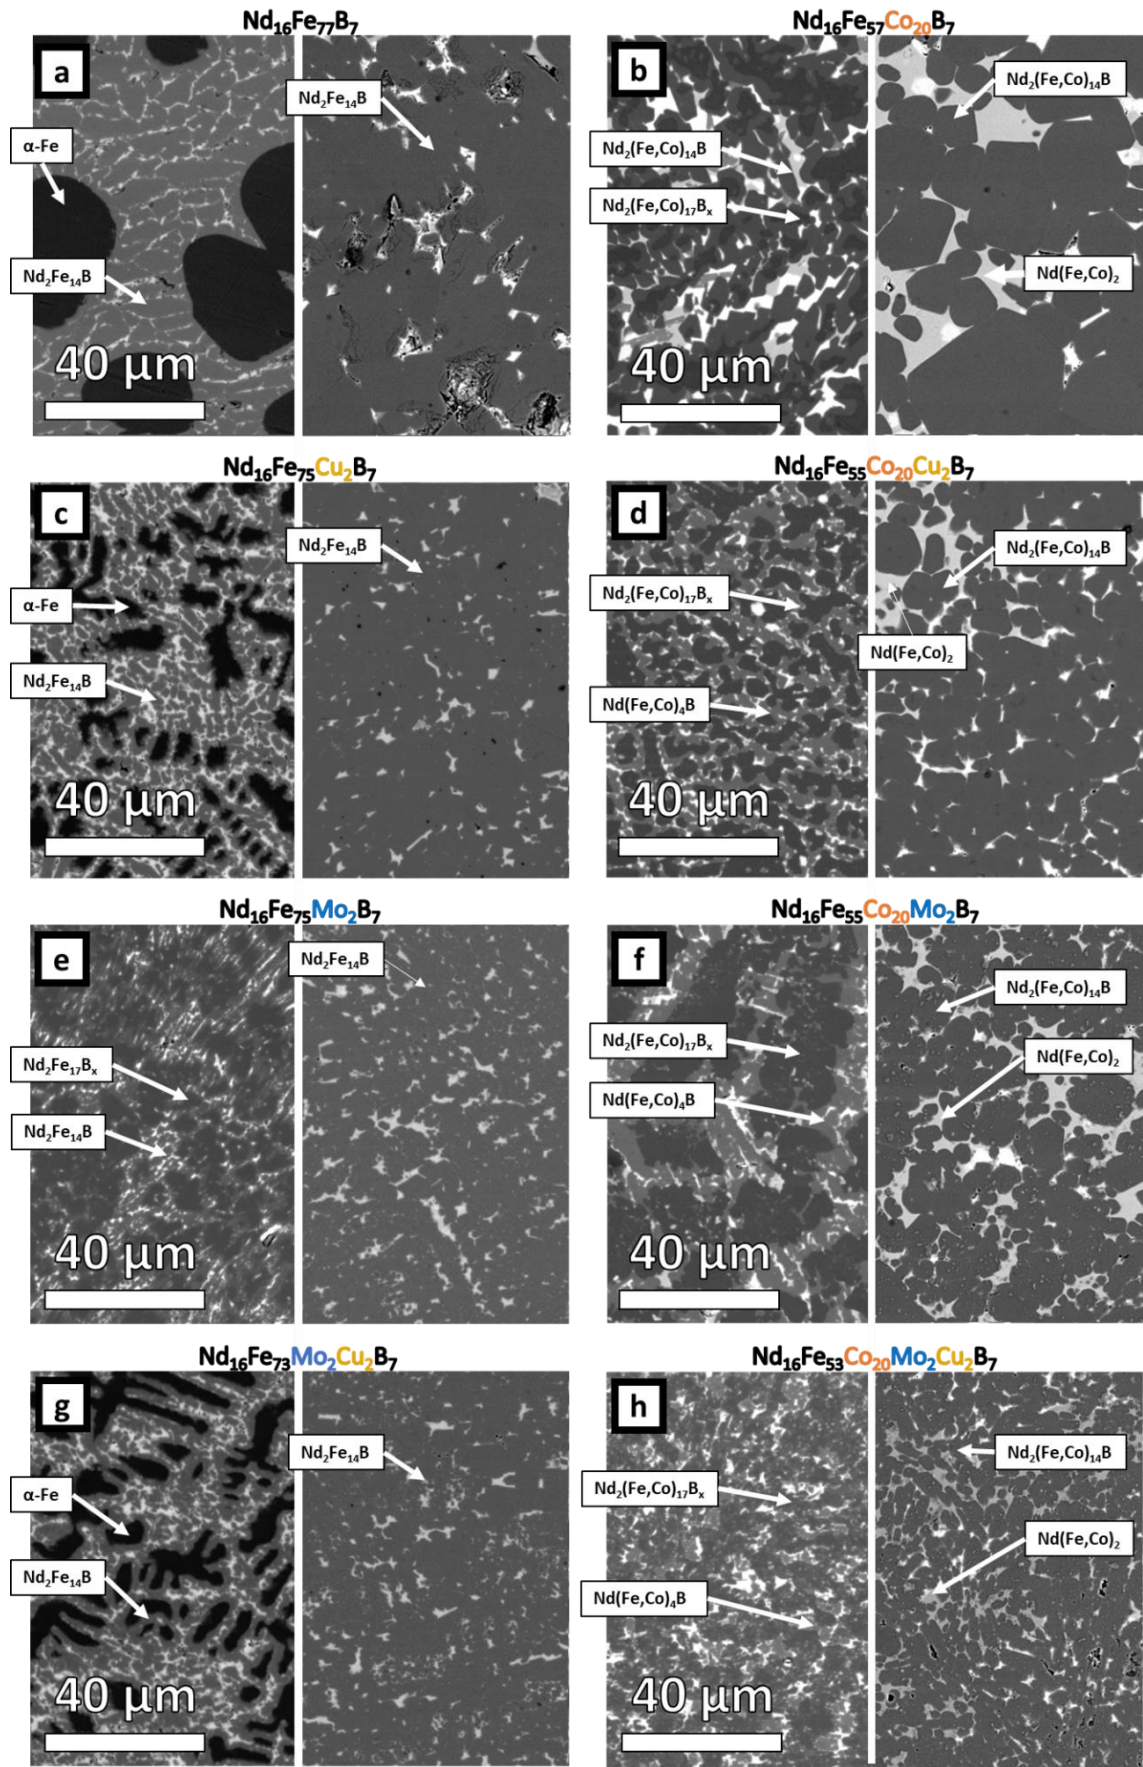 Nd₁₆Fe₇₇B₇
a
α-Fe
Nd₂Fe₁₄B
Nd₂Fe₁₄B
40 µm
Nd₁₆Fe₅₇Co₂₀B₇
b
Nd₂(Fe,Co)₁₄B
Nd₂(Fe,Co)₁₇Bₓ
Nd₂(Fe,Co)₁₄B
Nd(Fe,Co)₂
40 µm
Nd₁₆Fe₇₅Cu₂B₇
c
Nd₂Fe₁₄B
α-Fe
Nd₂Fe₁₄B
40 µm
Nd₁₆Fe₅₅Co₂₀Cu₂B₇
d
Nd₂(Fe,Co)₁₄B
Nd₂(Fe,Co)₁₇Bₓ
Nd(Fe,Co)₂
Nd(Fe,Co)₄B
40 µm
Nd₁₆Fe₇₅Mo₂B₇
e
Nd₂Fe₁₄B
Nd₂Fe₁₇Bₓ
Nd₂Fe₁₄B
40 µm
Nd₁₆Fe₅₅Co₂₀Mo₂B₇
f
Nd₂(Fe,Co)₁₄B
Nd₂(Fe,Co)₁₇Bₓ
Nd(Fe,Co)₂
Nd(Fe,Co)₄B
40 µm
Nd₁₆Fe₇₃Mo₂Cu₂B₇
g
Nd₂Fe₁₄B
α-Fe
Nd₂Fe₁₄B
40 µm
Nd₁₆Fe₅₃Co₂₀Mo₂Cu₂B₇
h
Nd₂(Fe,Co)₁₄B
Nd₂(Fe,Co)₁₇Bₓ
Nd(Fe,Co)₂
Nd(Fe,Co)₄B
40 µm